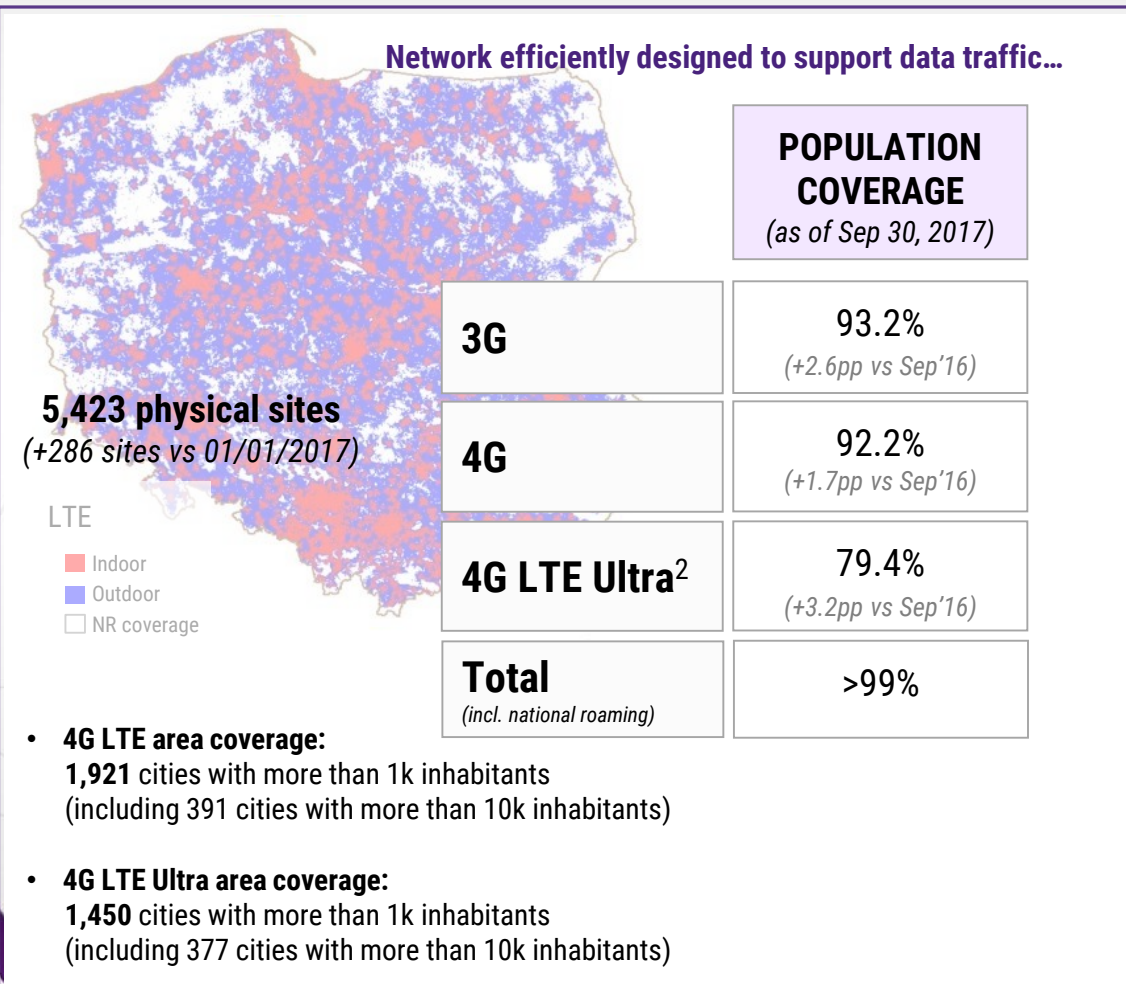 Network efficiently designed to support data traffic…
POPULATION
COVERAGE
(as of Sep 30, 2017)
3G
93.2%
(+2.6pp vs Sep’16)
5,423 physical sites
(+286 sites vs 01/01/2017)
4G
92.2%
(+1.7pp vs Sep’16)
LTE
Indoor
Outdoor
NR coverage
4G LTE Ultra2
79.4%
(+3.2pp vs Sep’16)
Total
(incl. national roaming)
>99%
• 4G LTE area coverage:
1,921 cities with more than 1k inhabitants
(including 391 cities with more than 10k inhabitants)
• 4G LTE Ultra area coverage:
1,450 cities with more than 1k inhabitants
(including 377 cities with more than 10k inhabitants)